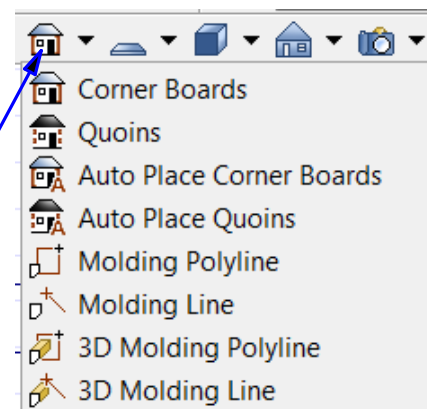 Corner Boards
Quoins
Auto Place Corner Boards
Auto Place Quoins
Molding Polyline
Molding Line
3D Molding Polyline
3D Molding Line